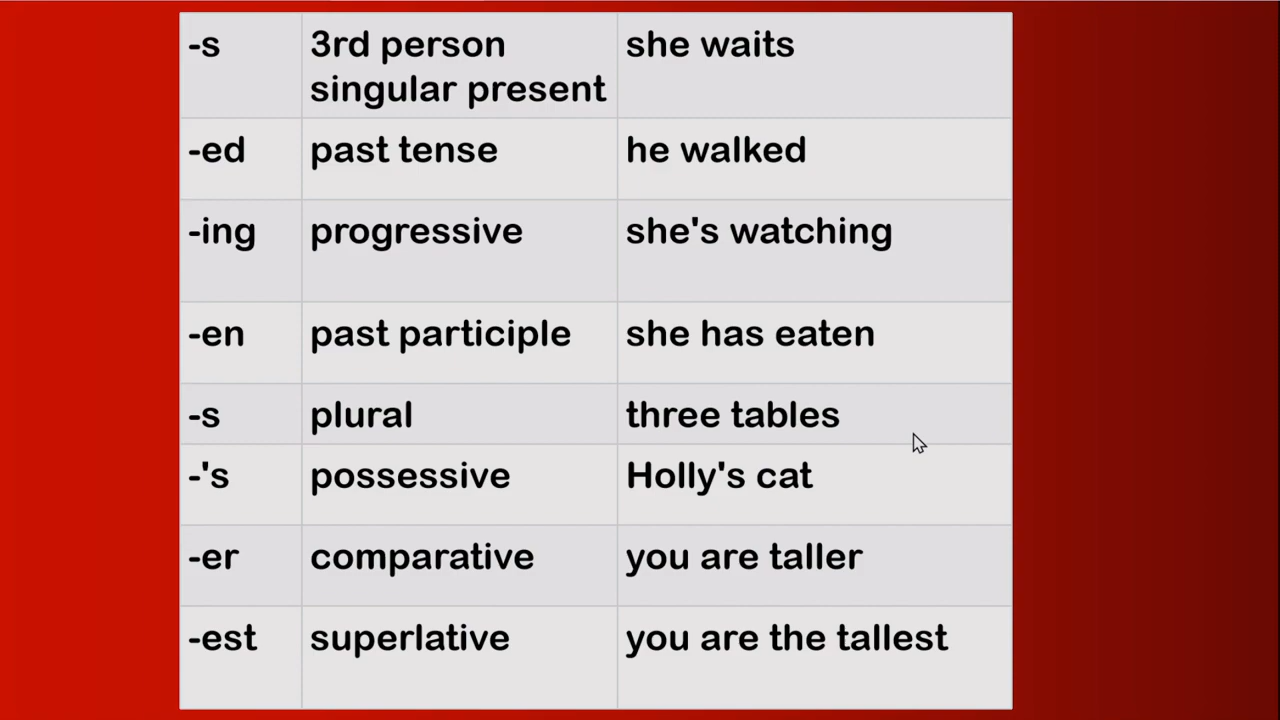 -s 3rd person she waits
singular present
-ed past tense he walked
-ing progressive she's watching
-en past participle she has eaten
-s plural three tables
-'s possessive Holly's cat
-er comparative you are taller
-est superlative you are the tallest